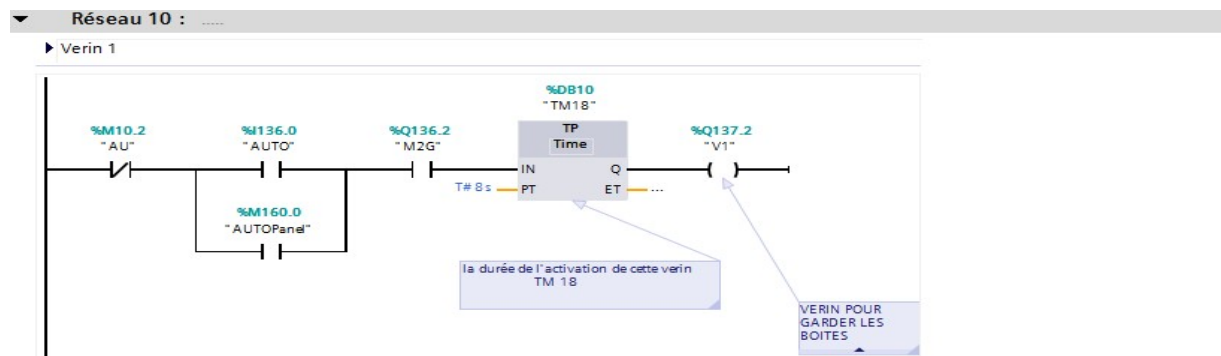 Réseau 10 : .....
Verin 1
%DB10
"TM18"
%M10.2
"AU"
%I136.0
"AUTO"
%Q136.2
"M2G"
TP
Time
%Q137.2
"V1"
IN
Q
T# 8s
PT
ET
...
%M160.0
"AUTOPanel"
la durée de l'activation de cette verin
TM 18
VERIN POUR
GARDER LES
BOITES